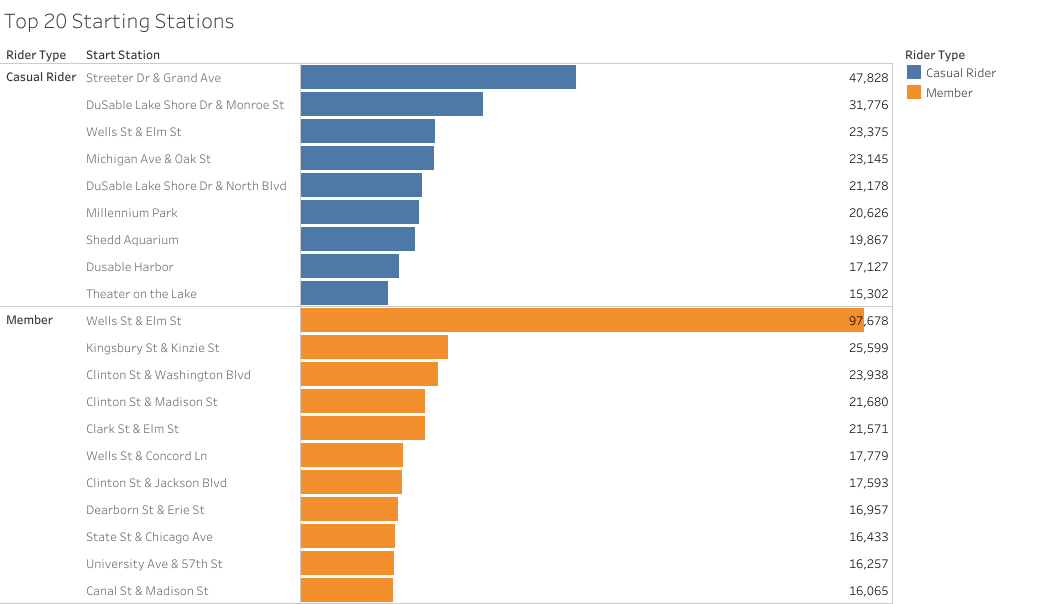 Top 20 Starting Stations
Rider Type Start Station
Casual Rider Streeter Dr & Grand Ave 47,828
DuSable Lake Shore Dr & Monroe St 31,776
Wells St & Elm St 23,375
Michigan Ave & Oak St 23,145
DuSable Lake Shore Dr & North Blvd 21,178
Millennium Park 20,626
Shedd Aquarium 19,867
Dusable Harbor 17,127
Theater on the Lake 15,302
Member Wells St & Elm St 97,678
Kingsbury St & Kinzie St 25,599
Clinton St & Washington Blvd 23,938
Clinton St & Madison St 21,680
Clark St & Elm St 21,571
Wells St & Concord Ln 17,779
Clinton St & Jackson Blvd 17,593
Dearborn St & Erie St 16,957
State St & Chicago Ave 16,433
University Ave & 57th St 16,257
Canal St & Madison St 16,065
Rider Type
Casual Rider
Member